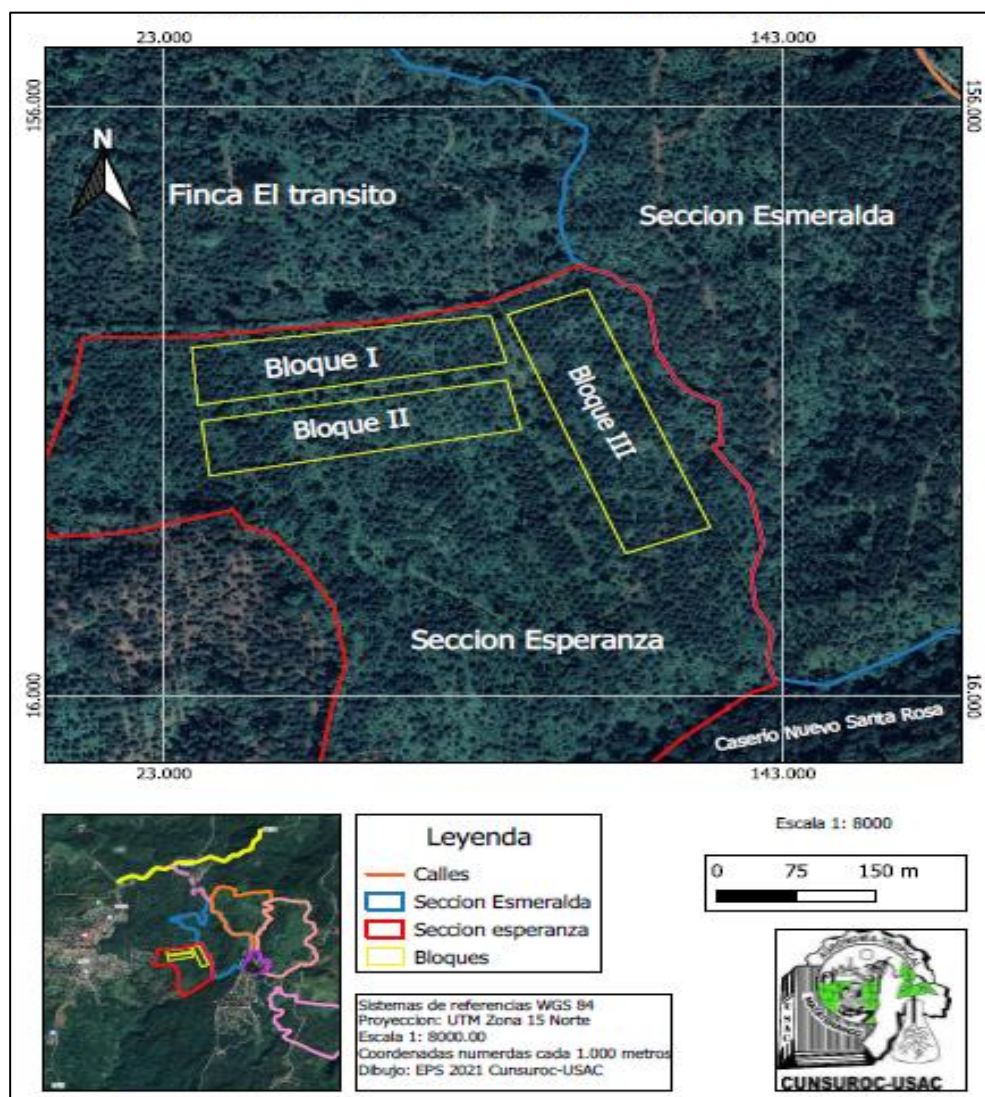 23.000 143.000
156.000 156.000
N
Finca El transito
Seccion Esmeralda
Bloque I
Bloque II
Bloque III
Seccion Esperanza
16.000 16.000
Caserio Nuevo Santa Rosa
23.000 143.000
Leyenda
Calles
Seccion Esmeralda
Seccion esperanza
Bloques
Escala 1: 8000
0 75 150 m
Sistemas de referencias WGS 84
Proyeccion: UTM Zona 15 Norte
Escala 1: 8000.00
Coordenadas numerdas cada 1.000 metros
Dibujo: EPS 2021 Cunsuroc-USAC
CUNSUROC-USAC